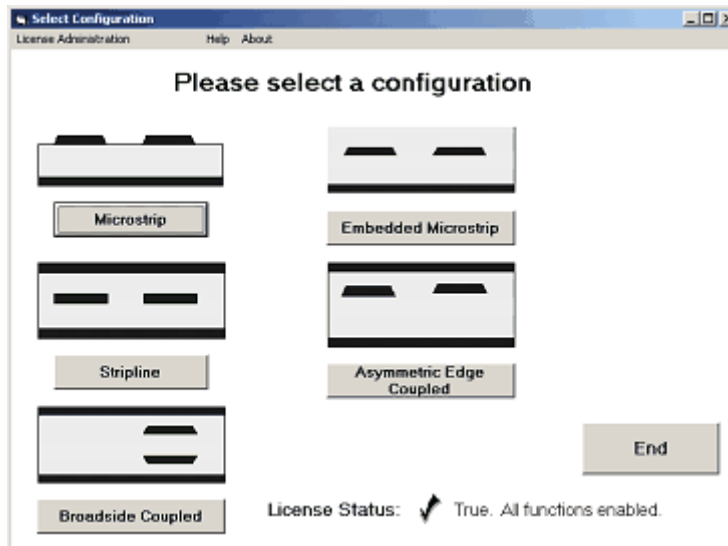 Select Configuration
License Administration Help About
Please select a configuration
Microstrip
Embedded Microstrip
Stripline
Asymmetric Edge
Coupled
Broadside Coupled
End
License Status: True. All functions enabled.